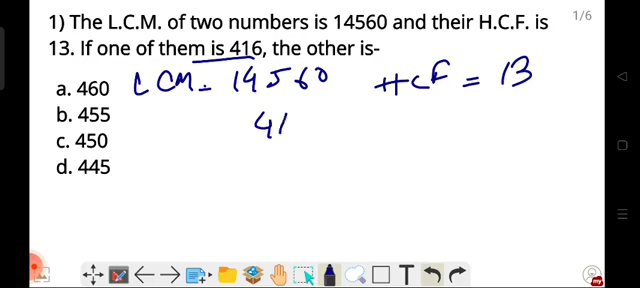 1) The L.C.M. of two numbers is 14560 and their H.C.F. is
1/6
13. If one of them is 416, the other is-
a. 460
b. 455
c. 450
d. 445
LCM = 14560
HCF = 13
41
T
my